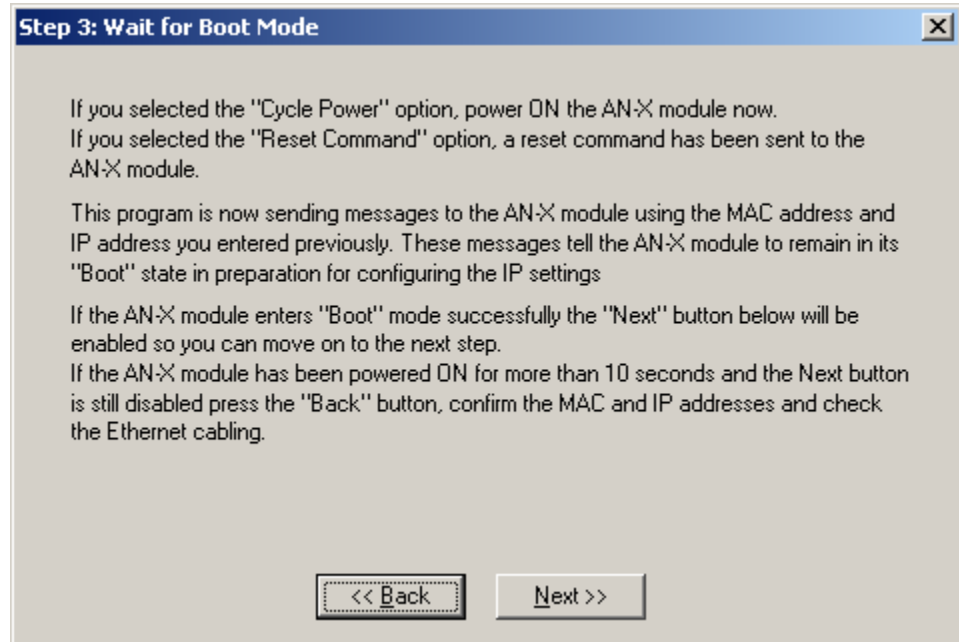 Step 3: Wait for Boot Mode
If you selected the "Cycle Power" option, power ON the AN-X module now.
If you selected the "Reset Command" option, a reset command has been sent to the
AN-X module.
This program is now sending messages to the AN-X module using the MAC address and
IP address you entered previously. These messages tell the AN-X module to remain in its
"Boot" state in preparation for configuring the IP settings
If the AN-X module enters "Boot" mode successfully the "Next" button below will be
enabled so you can move on to the next step.
If the AN-X module has been powered ON for more than 10 seconds and the Next button
is still disabled press the "Back" button, confirm the MAC and IP addresses and check
the Ethernet cabling.
<< Back Next >>